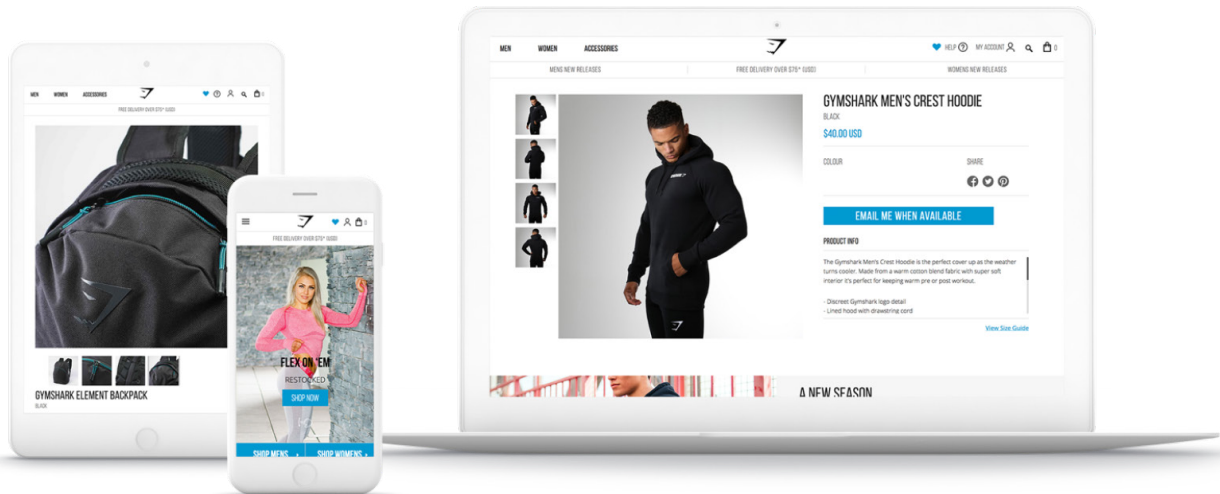 MEN WOMEN ACCESSORIES
0
FREE DELIVERY OVER $70* (USD)
GYMSHARK ELEMENT BACKPACK
BLACK
0
FREE DELIVERY OVER $70* (USD)
FLEX ON 'EM
RESTOCKED
SHOP NOW
SHOP MENS › SHOP WOMENS ›
MEN WOMEN ACCESSORIES HELP ? MY ACCOUNT 0
MENS NEW RELEASES FREE DELIVERY OVER $70* (USD) WOMENS NEW RELEASES
GYMSHARK MEN'S CREST HOODIE
BLACK
$40.00 USD
COLOUR SHARE
EMAIL ME WHEN AVAILABLE
PRODUCT INFO
The Gymshark Men's Crest Hoodie is the perfect cover up as the weather
turns cooler. Made from a warm cotton blend fabric with super soft
interior it's perfect for keeping warm pre or post workout.
- Discreet Gymshark logo detail
- Lined hood with drawstring cord
View Size Guide
A NEW SEASON